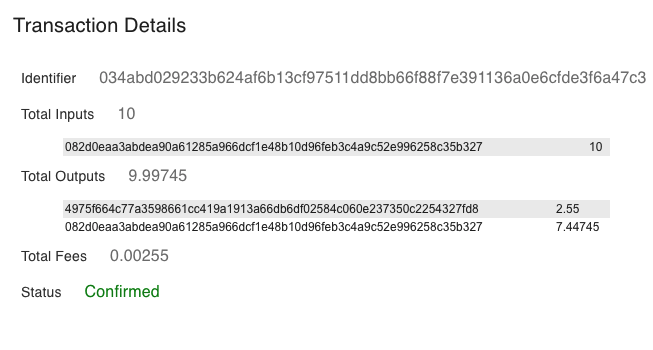 Transaction Details
Identifier 034abd029233b624af6b13cf97511dd8bb66f88f7e391136a0e6cfde3f6a47c3
Total Inputs 10
082d0eaa3abdea90a61285a966dcf1e48b10d96feb3c4a9c52e996258c35b327 10
Total Outputs 9.99745
4975f664c77a3598661cc419a1913a66db6df02584c060e237350c2254327fd8 2.55
082d0eaa3abdea90a61285a966dcf1e48b10d96feb3c4a9c52e996258c35b327 7.44745
Total Fees 0.00255
Status Confirmed